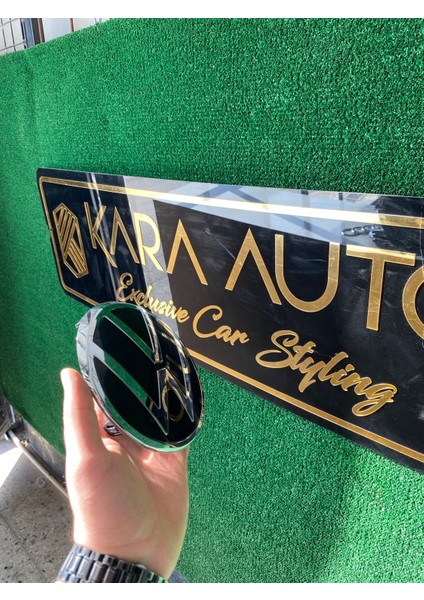 KARA AUTO
Exclusive Car Styling